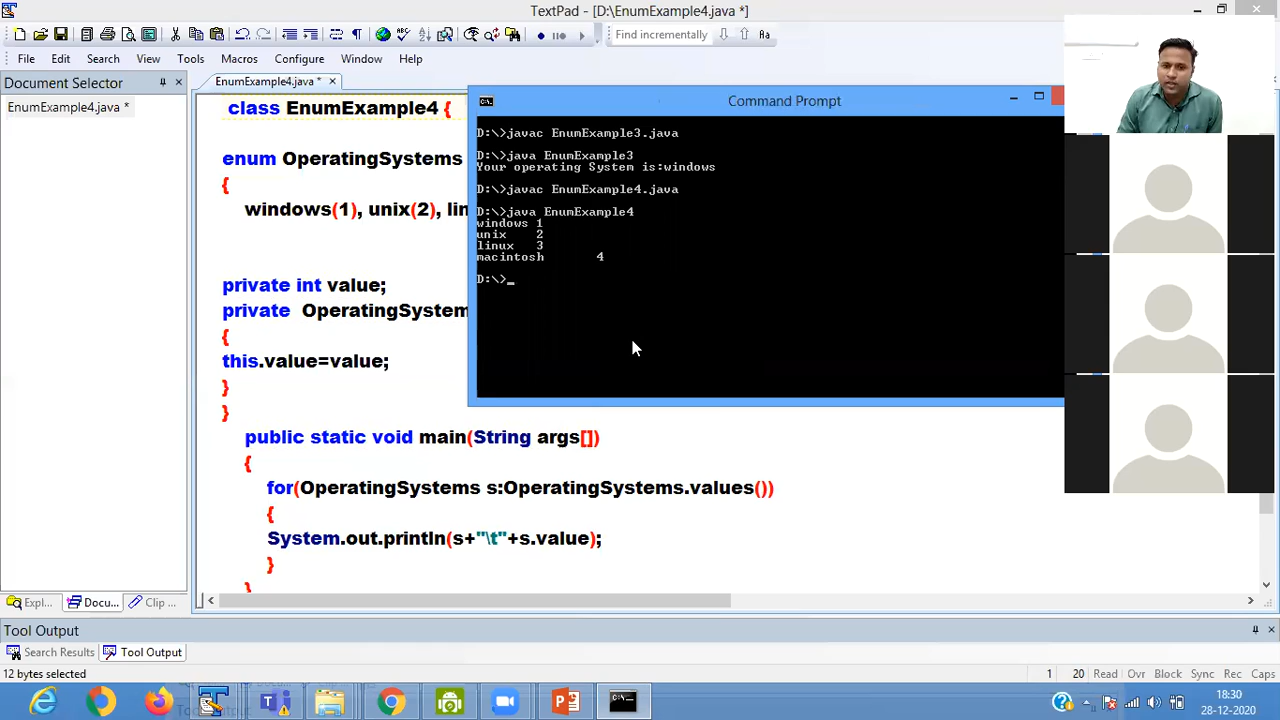 TextPad - [D:\EnumExample4.java *]
Find incrementally
File Edit Search View Tools Macros Configure Window Help
Document Selector
EnumExample4.java *
EnumExample4.java *
class EnumExample4 {
enum OperatingSystems
{
windows(1), unix(2), lin
private int value;
private OperatingSystem
{
this.value=value;
}
}
public static void main(String args[])
{
for(OperatingSystems s:OperatingSystems.values())
{
System.out.println(s+"\t"+s.value);
}
Command Prompt
D:\>javac EnumExample3.java
D:\>java EnumExample3
Your operating System is:windows
D:\>javac EnumExample4.java
D:\>java EnumExample4
windows 1
unix 2
linux 3
macintosh 4
D:\>_
Expl... Docu... Clip ...
Tool Output
Search Results Tool Output
12 bytes selected
1 20 Read Ovr Block Sync Rec Caps
18:30
28-12-2020